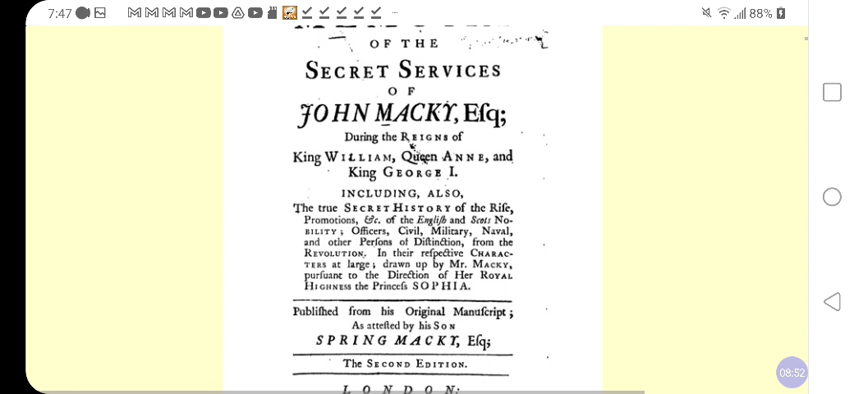 7:47
88%
OF THE
SECRET SERVICES
OF
JOHN MACKY, Eſq;
During the REIGNS of
King WILLIAM, Queen ANNE, and
King GEORGE I.
INCLUDING, ALSO,
The true SECRET HISTORY of the Riſe,
Promotions, &c. of the Engliſh and Scots No-
BILITY; Officers, Civil, Military, Naval,
and other Perſons of Diſtinction, from the
REVOLUTION. In their reſpective CHARAC-
TERS at large; drawn up by Mr. MACKY,
purſuant to the Direction of Her ROYAL
HIGHNESS the Princeſs SOPHIA.
Publiſhed from his Original Manuſcript;
As atteſted by his SON
SPRING MACKY, Eſq;
The SECOND EDITION.
LONDON:
08:52